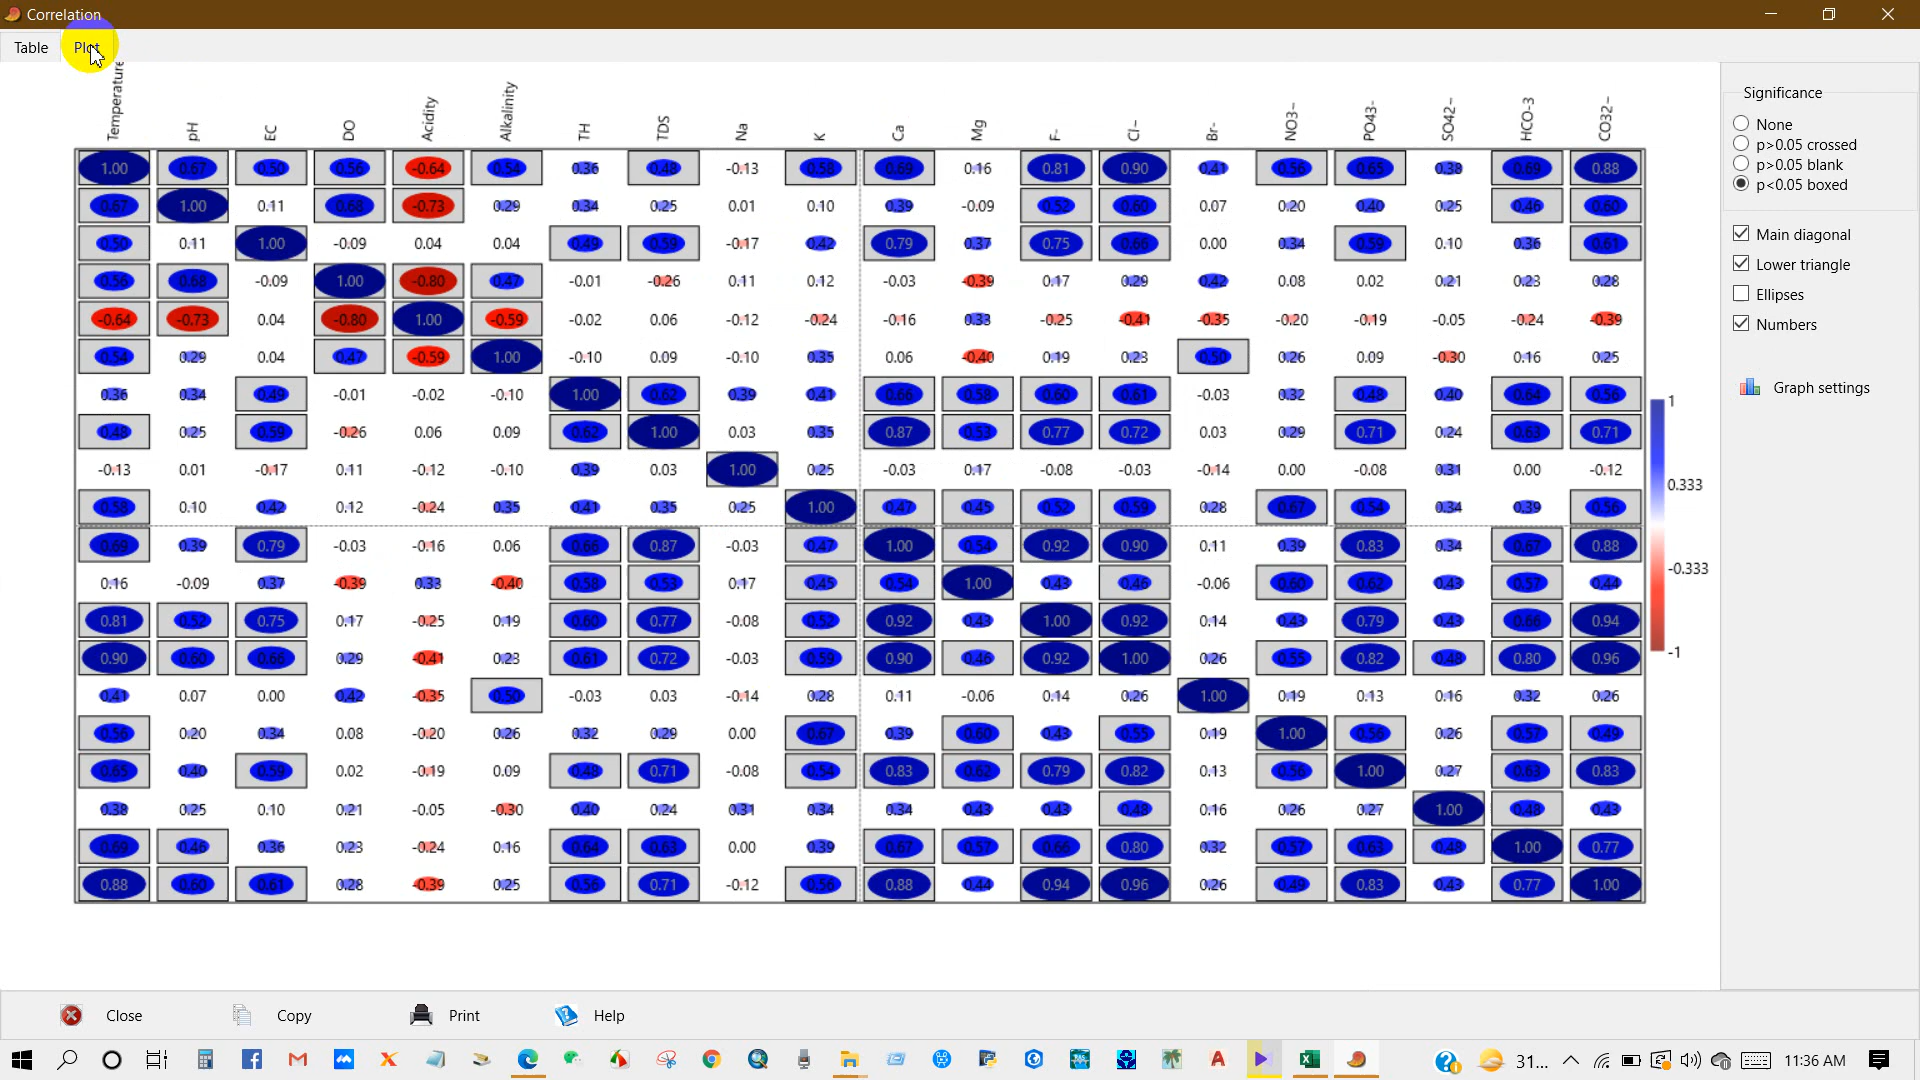 Correlation
Table Plot
Temperature pH EC DO Acidity Alkalinity TH TDS Na K Ca Mg F- Cl− Br- NO3− PO43- SO42− HCO-3 CO32−
1.00 0.67 0.50 0.56 -0.64 0.54 0.36 0.48 -0.13 0.58 0.69 0.16 0.81 0.90 0.41 0.56 0.65 0.38 0.69 0.88
0.67 1.00 0.11 0.68 -0.73 0.29 0.34 0.25 0.01 0.10 0.39 -0.09 0.52 0.60 0.07 0.20 0.40 0.25 0.46 0.60
0.50 0.11 1.00 -0.09 0.04 0.04 0.49 0.59 -0.17 0.42 0.79 0.37 0.75 0.66 0.00 0.34 0.59 0.10 0.36 0.61
0.56 0.68 -0.09 1.00 -0.80 0.47 -0.01 -0.26 0.11 0.12 -0.03 -0.39 0.17 0.29 0.42 0.08 0.02 0.21 0.23 0.28
-0.64 -0.73 0.04 -0.80 1.00 -0.59 -0.02 0.06 -0.12 -0.24 -0.16 0.33 -0.25 -0.41 -0.35 -0.20 -0.19 -0.05 -0.24 -0.39
0.54 0.29 0.04 0.47 -0.59 1.00 -0.10 0.09 -0.10 0.35 0.06 -0.40 0.19 0.23 0.50 0.26 0.09 -0.30 0.16 0.25
0.36 0.34 0.49 -0.01 -0.02 -0.10 1.00 0.62 0.39 0.41 0.66 0.58 0.60 0.61 -0.03 0.32 0.48 0.40 0.64 0.56
0.48 0.25 0.59 -0.26 0.06 0.09 0.62 1.00 0.03 0.35 0.87 0.53 0.77 0.72 0.03 0.29 0.71 0.24 0.63 0.71
-0.13 0.01 -0.17 0.11 -0.12 -0.10 0.39 0.03 1.00 0.25 -0.03 0.17 -0.08 -0.03 -0.14 0.00 -0.08 0.31 0.00 -0.12
0.58 0.10 0.42 0.12 -0.24 0.35 0.41 0.35 0.25 1.00 0.47 0.45 0.52 0.59 0.28 0.67 0.54 0.34 0.39 0.56
0.69 0.39 0.79 -0.03 -0.16 0.06 0.66 0.87 -0.03 0.47 1.00 0.54 0.92 0.90 0.11 0.39 0.83 0.34 0.67 0.88
0.16 -0.09 0.37 -0.39 0.33 -0.40 0.58 0.53 0.17 0.45 0.54 1.00 0.43 0.46 -0.06 0.60 0.62 0.43 0.57 0.44
0.81 0.52 0.75 0.17 -0.25 0.19 0.60 0.77 -0.08 0.52 0.92 0.43 1.00 0.92 0.14 0.43 0.79 0.43 0.66 0.94
0.90 0.60 0.66 0.29 -0.41 0.23 0.61 0.72 -0.03 0.59 0.90 0.46 0.92 1.00 0.26 0.55 0.82 0.48 0.80 0.96
0.41 0.07 0.00 0.42 -0.35 0.50 -0.03 0.03 -0.14 0.28 0.11 -0.06 0.14 0.26 1.00 0.19 0.13 0.16 0.32 0.26
0.56 0.20 0.34 0.08 -0.20 0.26 0.32 0.29 0.00 0.67 0.39 0.60 0.43 0.55 0.19 1.00 0.56 0.26 0.57 0.49
0.65 0.40 0.59 0.02 -0.19 0.09 0.48 0.71 -0.08 0.54 0.83 0.62 0.79 0.82 0.13 0.56 1.00 0.27 0.63 0.83
0.38 0.25 0.10 0.21 -0.05 -0.30 0.40 0.24 0.31 0.34 0.34 0.43 0.43 0.48 0.16 0.26 0.27 1.00 0.48 0.43
0.69 0.46 0.36 0.23 -0.24 0.16 0.64 0.63 0.00 0.39 0.67 0.57 0.66 0.80 0.32 0.57 0.63 0.48 1.00 0.77
0.88 0.60 0.61 0.28 -0.39 0.25 0.56 0.71 -0.12 0.56 0.88 0.44 0.94 0.96 0.26 0.49 0.83 0.43 0.77 1.00
1
0.333
-0.333
-1
Significance
None
p>0.05 crossed
p>0.05 blank
p<0.05 boxed
Main diagonal
Lower triangle
Ellipses
Numbers
Graph settings
Close Copy Print Help
31... 11:36 AM